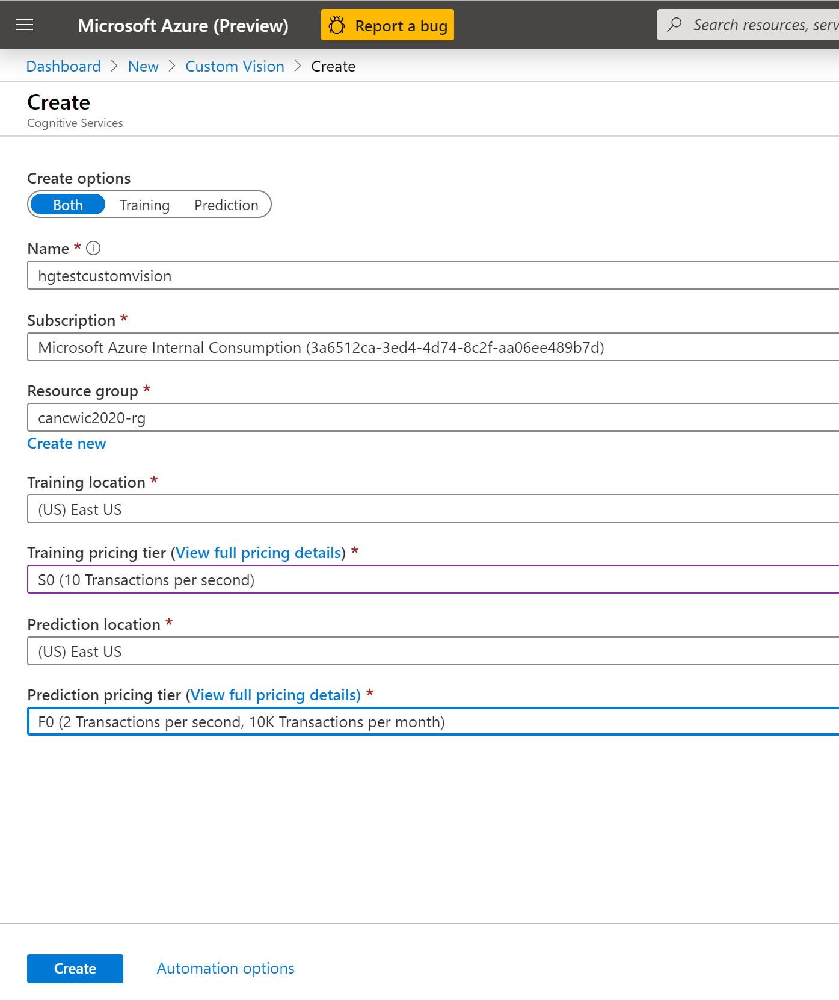 Microsoft Azure (Preview) Report a bug Search resources, serv
Dashboard > New > Custom Vision > Create
Create
Cognitive Services
Create options
Both Training Prediction
Name *
hgtestcustomvision
Subscription *
Microsoft Azure Internal Consumption (3a6512ca-3ed4-4d74-8c2f-aa06ee489b7d)
Resource group *
cancwic2020-rg
Create new
Training location *
(US) East US
Training pricing tier (View full pricing details) *
S0 (10 Transactions per second)
Prediction location *
(US) East US
Prediction pricing tier (View full pricing details) *
F0 (2 Transactions per second, 10K Transactions per month)
Create Automation options